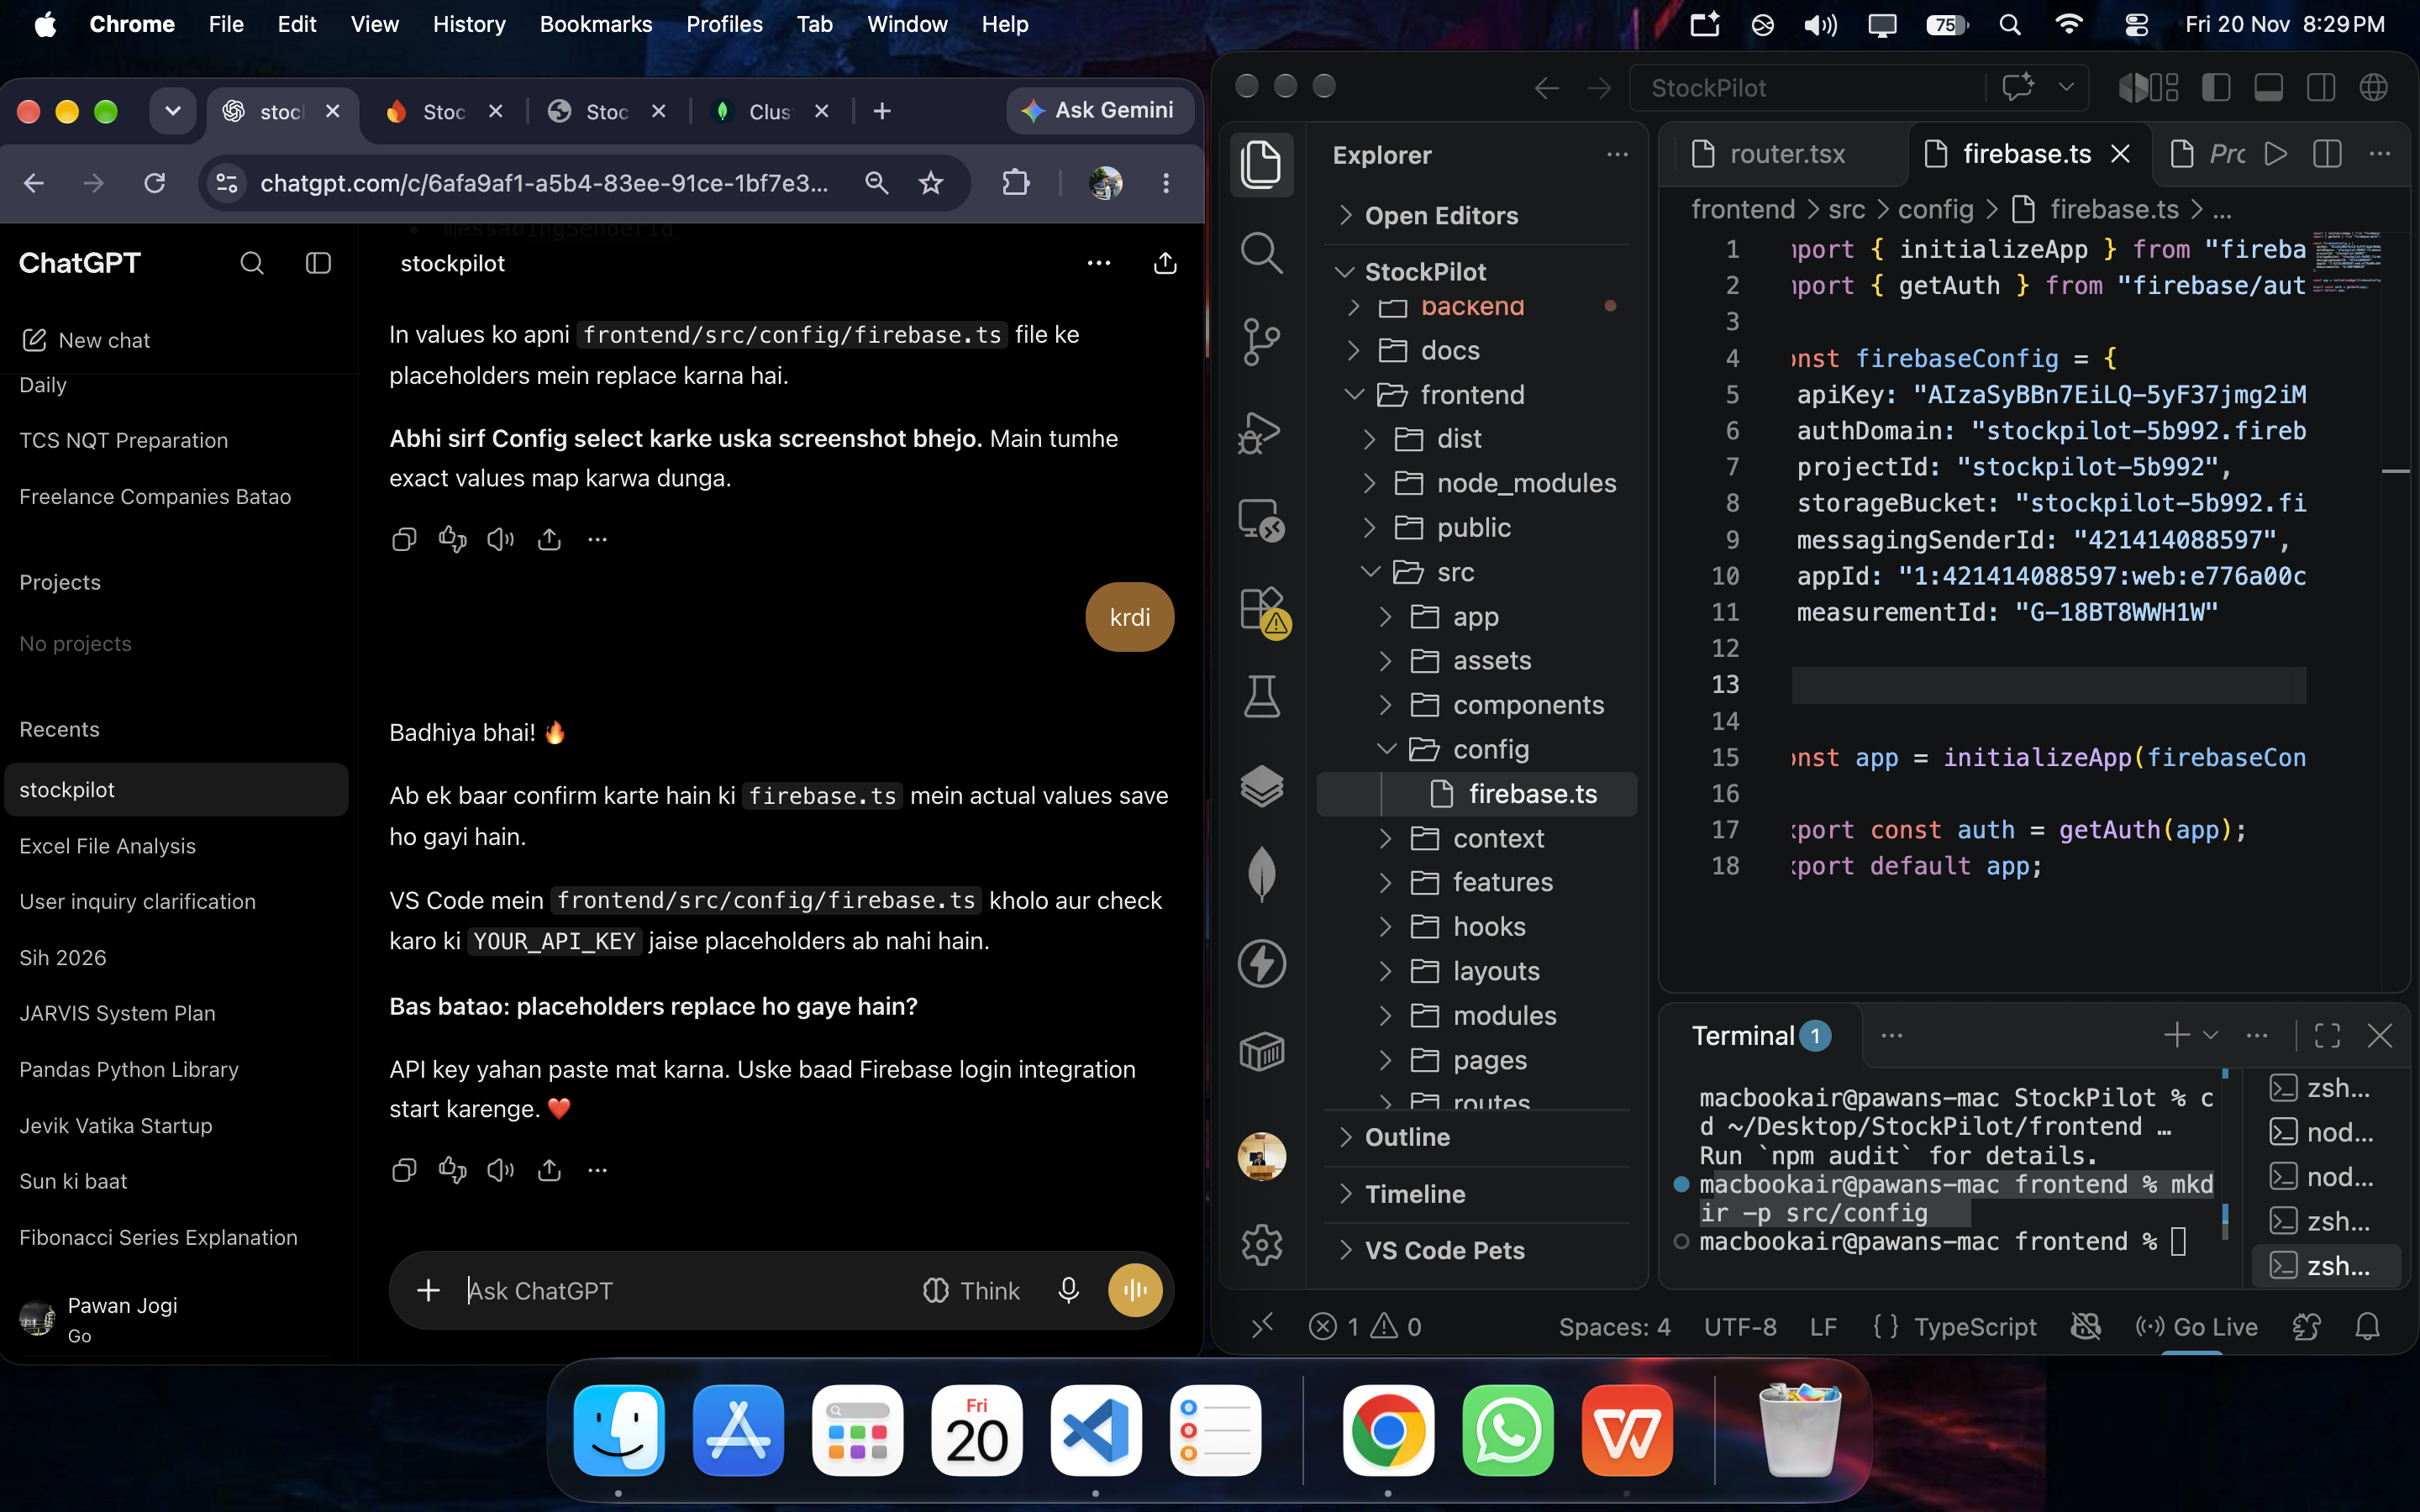 Chrome File Edit View History Bookmarks Profiles Tab Window Help
75 Fri 20 Nov 8:29 PM
stoc
Stoc
Stoc
Clus
Ask Gemini
chatgpt.com/c/6afa9af1-a5b4-83ee-91ce-1bf7e3...
ChatGPT
New chat
Daily
TCS NQT Preparation
Freelance Companies Batao
Projects
No projects
Recents
stockpilot
Excel File Analysis
User inquiry clarification
Sih 2026
JARVIS System Plan
Pandas Python Library
Jevik Vatika Startup
Sun ki baat
Fibonacci Series Explanation
Pawan Jogi
Go
messagingSenderId
stockpilot
In values ko apni frontend/src/config/firebase.ts file ke
placeholders mein replace karna hai.
Abhi sirf Config select karke uska screenshot bhejo. Main tumhe
exact values map karwa dunga.
krdi
Badhiya bhai! 🔥
Ab ek baar confirm karte hain ki firebase.ts mein actual values save
ho gayi hain.
VS Code mein frontend/src/config/firebase.ts kholo aur check
karo ki YOUR_API_KEY jaise placeholders ab nahi hain.
Bas batao: placeholders replace ho gaye hain?
API key yahan paste mat karna. Uske baad Firebase login integration
start karenge. ❤️
Ask ChatGPT
Think
StockPilot
Explorer
Open Editors
StockPilot
backend
docs
frontend
dist
node_modules
public
src
app
assets
components
config
firebase.ts
context
features
hooks
layouts
modules
pages
routes
Outline
Timeline
VS Code Pets
router.tsx
firebase.ts
Prc
frontend > src > config > firebase.ts > ...
1 mport { initializeApp } from "fireba
2 mport { getAuth } from "firebase/aut
3
4 onst firebaseConfig = {
5 apiKey: "AIzaSyBBn7EiLQ-5yF37jmg2iM
6 authDomain: "stockpilot-5b992.fireb
7 projectId: "stockpilot-5b992",
8 storageBucket: "stockpilot-5b992.fi
9 messagingSenderId: "421414088597",
10 appId: "1:421414088597:web:e776a00c
11 measurementId: "G-18BT8WWH1W"
12
13
14
15 onst app = initializeApp(firebaseCon
16
17 xport const auth = getAuth(app);
18 xport default app;
Terminal 1
macbookair@pawans-mac StockPilot % c
d ~/Desktop/StockPilot/frontend …
Run `npm audit` for details.
macbookair@pawans-mac frontend % mkd
ir -p src/config
macbookair@pawans-mac frontend %
zsh...
nod...
nod...
zsh...
zsh...
1 0 Spaces: 4 UTF-8 LF { } TypeScript Go Live
Fri
20